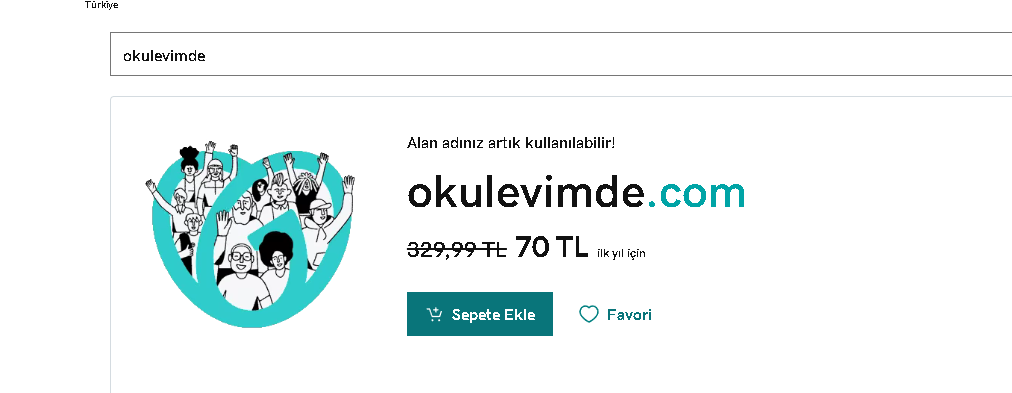 Türkiye
okulevimde
Alan adınız artık kullanılabilir!
okulevimde.com
329,99 TL 70 TL ilk yıl için
Sepete Ekle Favori